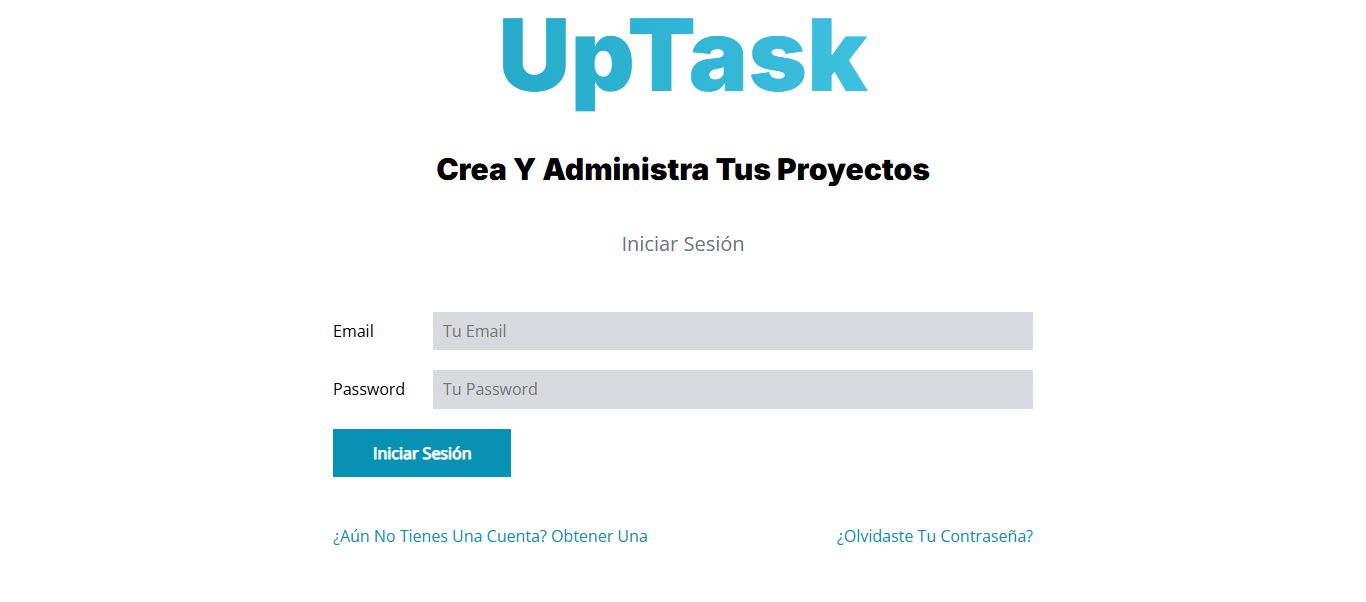 UpTask
Crea Y Administra Tus Proyectos
Iniciar Sesión
Email Tu Email
Password Tu Password
Iniciar Sesión
¿Aún No Tienes Una Cuenta? Obtener Una ¿Olvidaste Tu Contraseña?